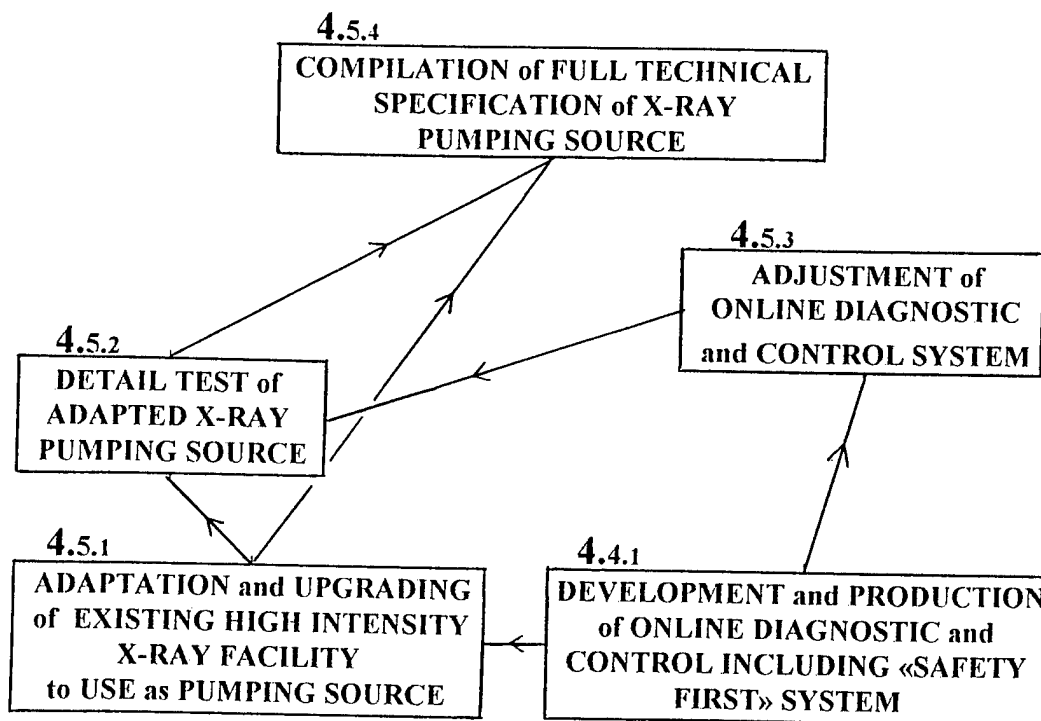 4.5.4
COMPILATION of FULL TECHNICAL
SPECIFICATION of X-RAY
PUMPING SOURCE
4.5.3
ADJUSTMENT of
ONLINE DIAGNOSTIC
and CONTROL SYSTEM
4.5.2
DETAIL TEST of
ADAPTED X-RAY
PUMPING SOURCE
4.5.1
ADAPTATION and UPGRADING
of EXISTING HIGH INTENSITY
X-RAY FACILITY
to USE as PUMPING SOURCE
4.4.1
DEVELOPMENT and PRODUCTION
of ONLINE DIAGNOSTIC and
CONTROL INCLUDING «SAFETY
FIRST» SYSTEM